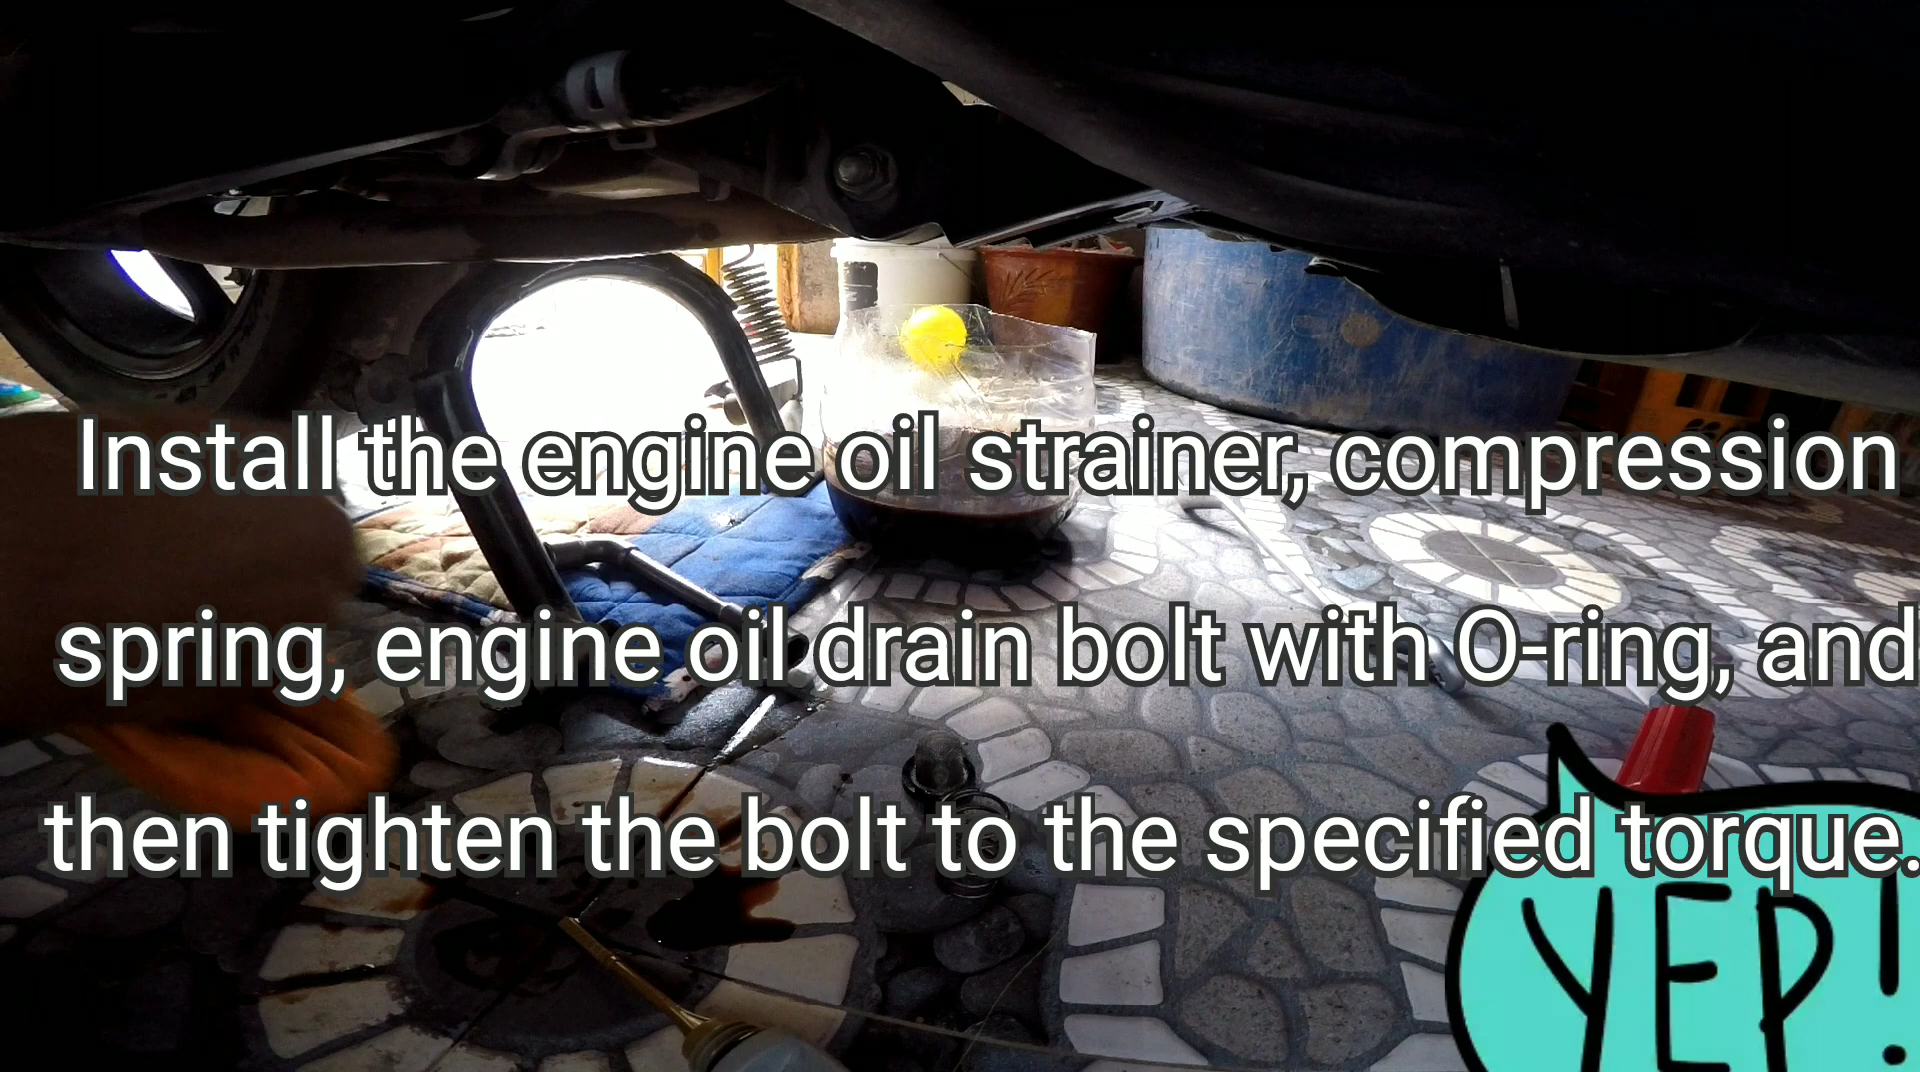 Install the engine oil strainer, compression
spring, engine oil drain bolt with O-ring, and
then tighten the bolt to the specified torque.
YEP!